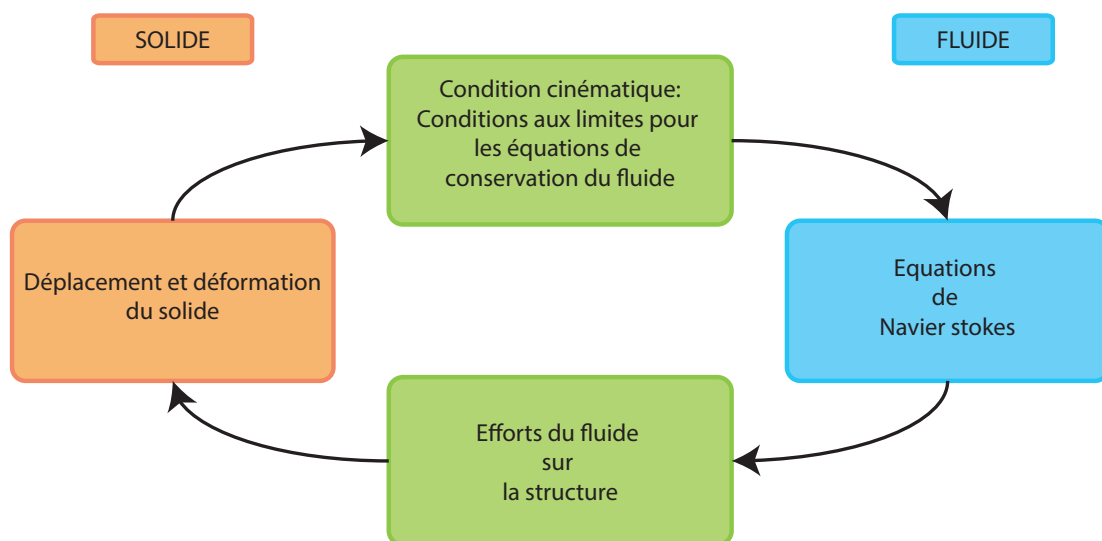 SOLIDE
FLUIDE
Condition cinématique:
Conditions aux limites pour
les équations de
conservation du fluide
Déplacement et déformation
du solide
Equations
de
Navier stokes
Efforts du fluide
sur
la structure